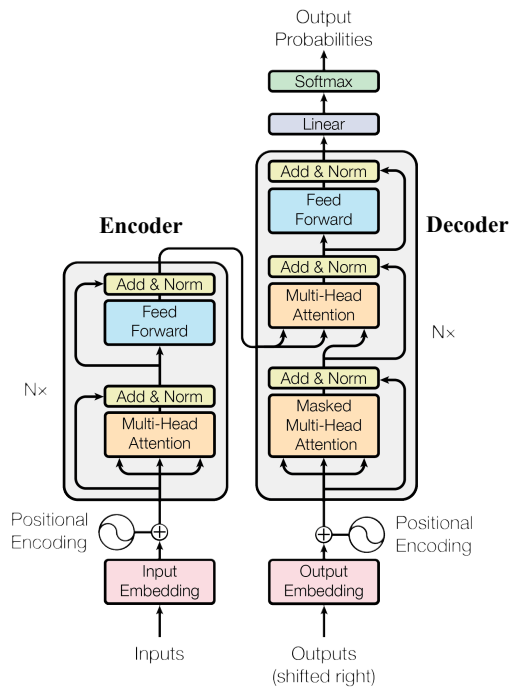 Output
Probabilities
Softmax
Linear
Add & Norm
Feed
Forward
Add & Norm
Multi-Head
Attention
Add & Norm
Masked
Multi-Head
Attention
Decoder
N×
Encoder
Add & Norm
Feed
Forward
Add & Norm
Multi-Head
Attention
N×
Positional
Encoding
Input
Embedding
Inputs
Positional
Encoding
Output
Embedding
Outputs
(shifted right)